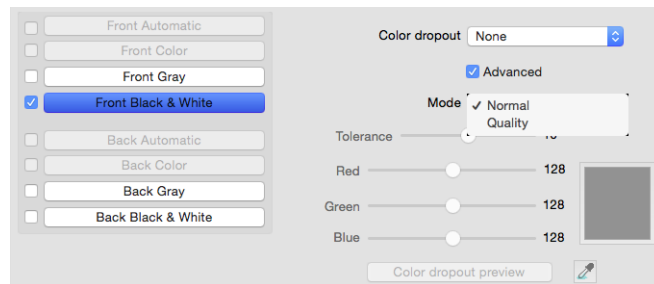 Front Automatic
Front Color
Front Gray
Front Black & White
Back Automatic
Back Color
Back Gray
Back Black & White
Color dropout None
Advanced
Mode ✓ Normal
Quality
Tolerance
Red 128
Green 128
Blue 128
Color dropout preview